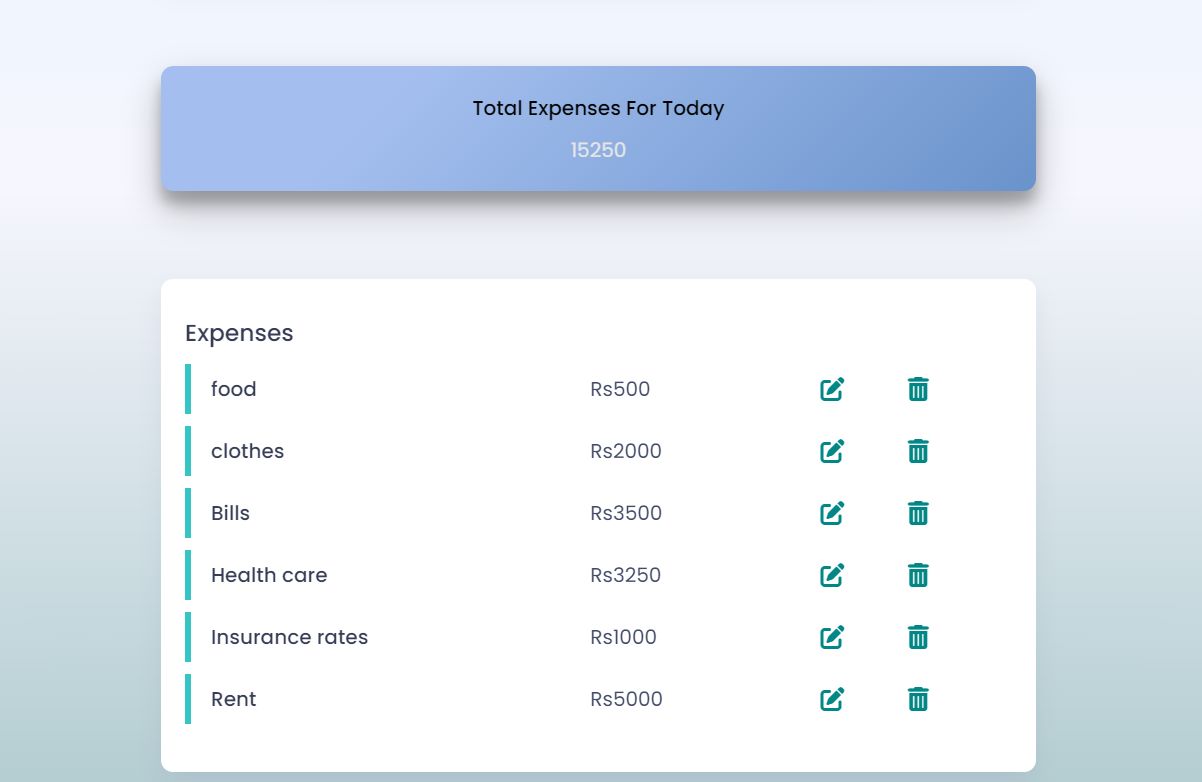 Total Expenses For Today
15250
Expenses
food Rs500
clothes Rs2000
Bills Rs3500
Health care Rs3250
Insurance rates Rs1000
Rent Rs5000